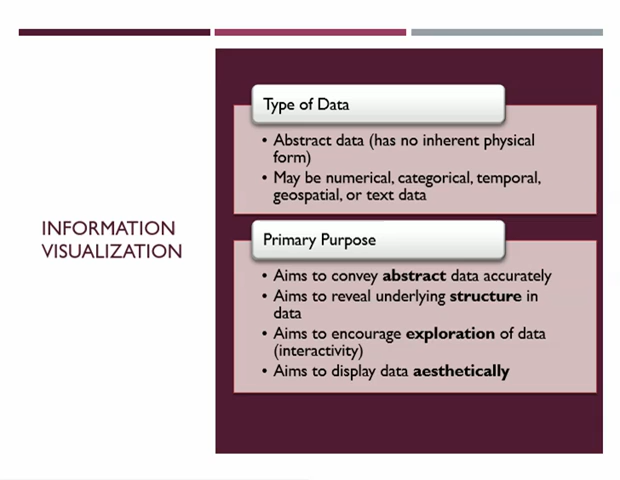 INFORMATION
VISUALIZATION
Type of Data
• Abstract data (has no inherent physical
form)
• May be numerical, categorical, temporal,
geospatial, or text data
Primary Purpose
• Aims to convey abstract data accurately
• Aims to reveal underlying structure in
data
• Aims to encourage exploration of data
(interactivity)
• Aims to display data aesthetically